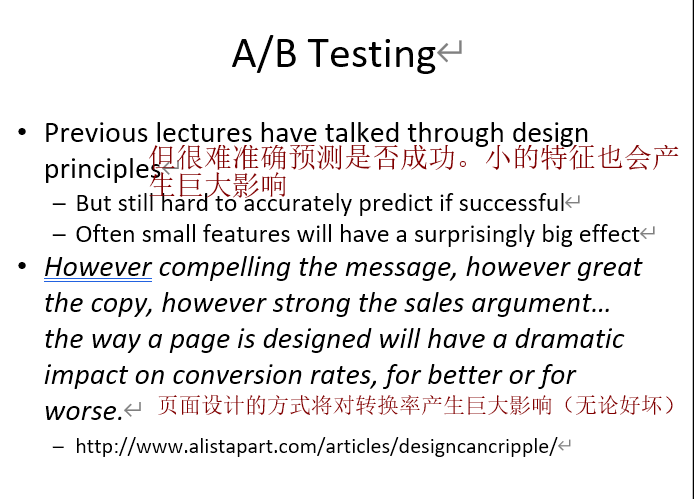 A/B Testing↵
• Previous lectures have talked through design
principles↵
但很难准确预测是否成功。小的特征也会产
生巨大影响
– But still hard to accurately predict if successful↵
– Often small features will have a surprisingly big effect↵
• However compelling the message, however great
the copy, however strong the sales argument…
the way a page is designed will have a dramatic
impact on conversion rates, for better or for
worse.↵ 页面设计的方式将对转换率产生巨大影响（无论好坏）
– http://www.alistapart.com/articles/designcancripple/↵